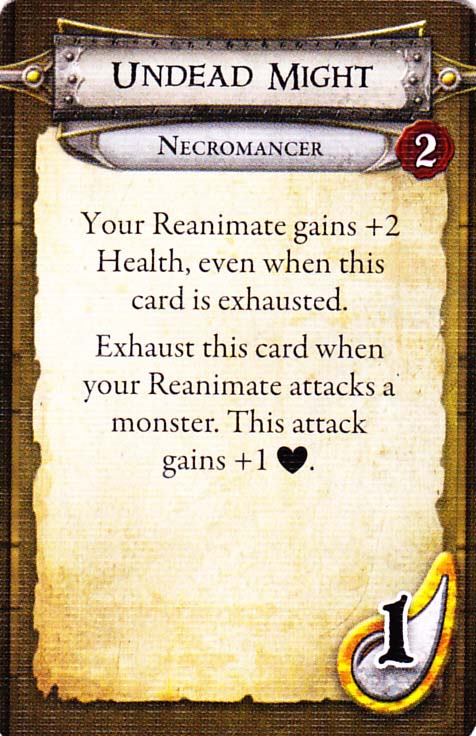 Undead Might
Necromancer
2
Your Reanimate gains +2
Health, even when this
card is exhausted.
Exhaust this card when
your Reanimate attacks a
monster. This attack
gains +1 ♥.
1